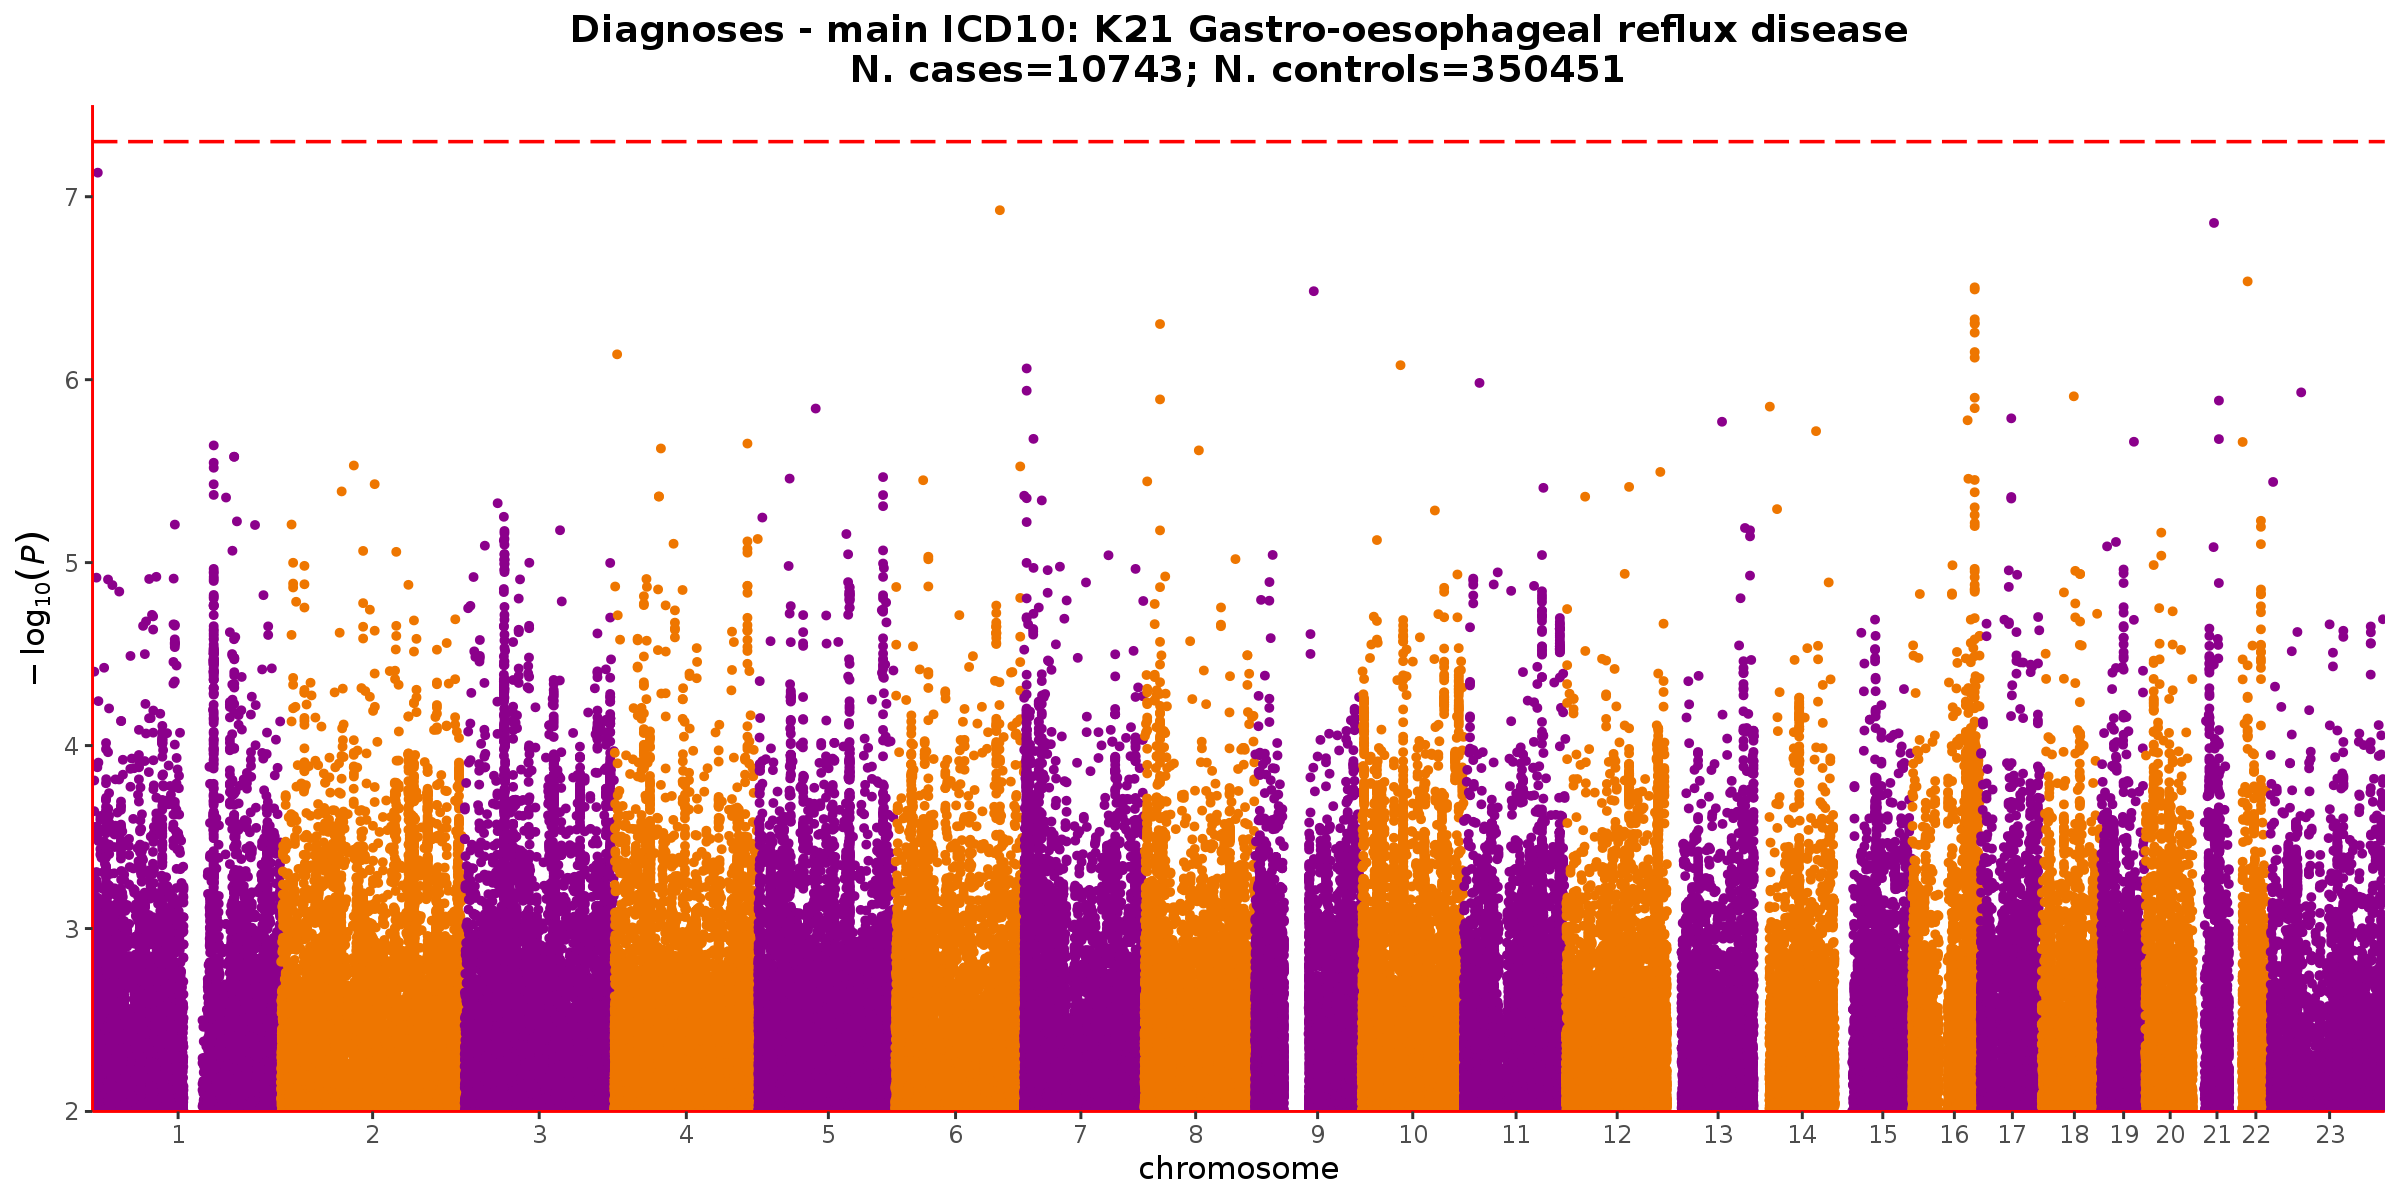 Diagnoses - main ICD10: K21 Gastro-oesophageal reflux disease
N. cases=10743; N. controls=350451
− log10(P)
7
6
5
4
3
2
1 2 3 4 5 6 7 8 9 10 11 12 13 14 15 16 17 18 19 20 21 22 23
chromosome